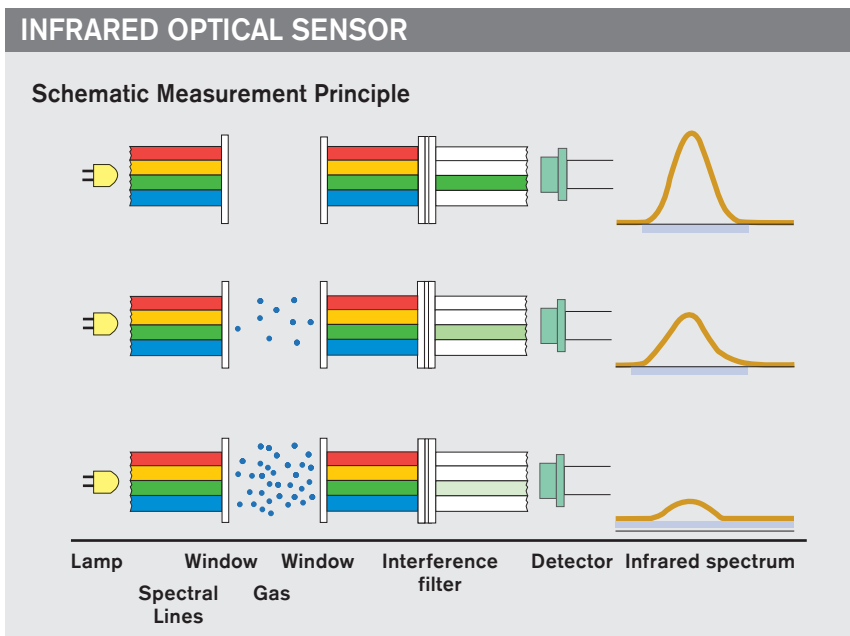 INFRARED OPTICAL SENSOR
Schematic Measurement Principle
Lamp
Spectral
Lines
Window
Gas
Window
Interference
filter
Detector
Infrared spectrum